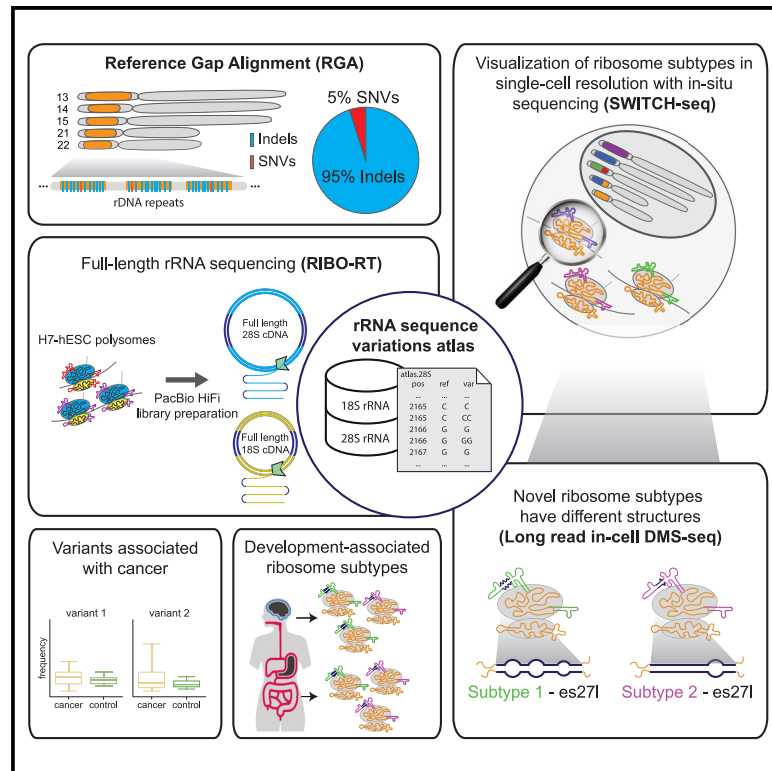 Reference Gap Alignment (RGA)
13
14
15
21
22
Indels
SNVs
5% SNVs
95% Indels
...
...
rDNA repeats
Visualization of ribosome subtypes in
single-cell resolution with in-situ
sequencing (SWITCH-seq)
Full-length rRNA sequencing (RIBO-RT)
H7-hESC polysomes
PacBio HiFi
library preparation
Full length
28S cDNA
Full length
18S cDNA
rRNA sequence
variations atlas
18S rRNA
28S rRNA
atlas.28S
pos ref var
... ... ...
2165 C C
2165 C CC
2166 G G
2166 G GG
2167 G G
... ... ...
Novel ribosome subtypes
have different structures
(Long read in-cell DMS-seq)
Subtype 1 - es27l
Subtype 2 - es27l
Variants associated
with cancer
variant 1
variant 2
frequency
cancer control
cancer control
Development-associated
ribosome subtypes